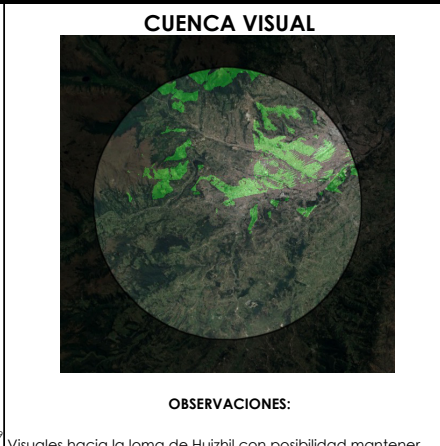 CUENCA VISUAL
OBSERVACIONES:
Visuales hacia la loma de Huizhil con posibilidad mantener